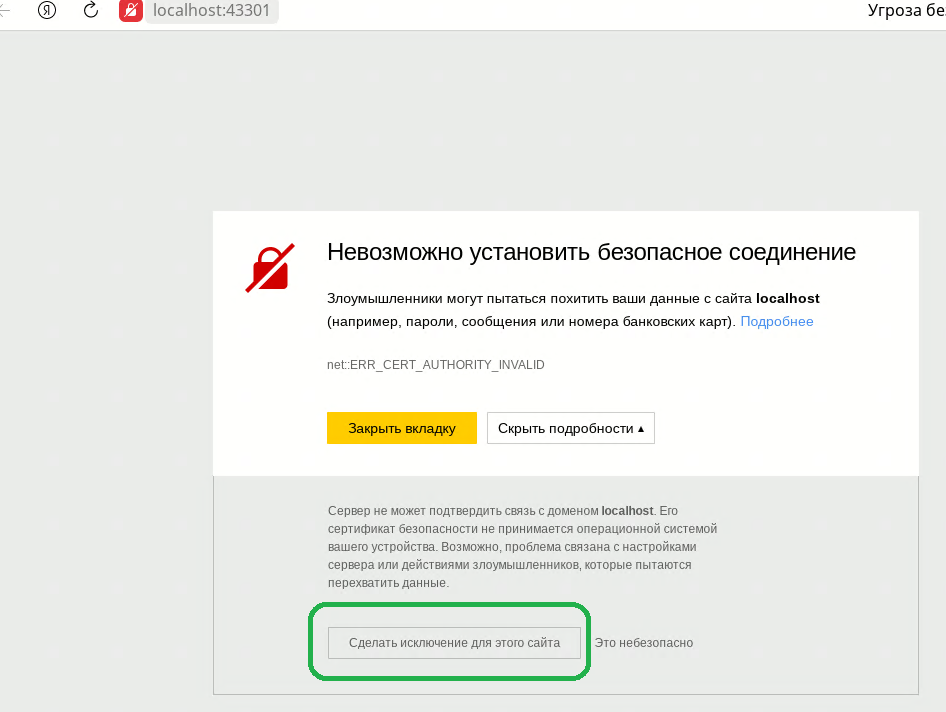 Я localhost:43301 Угроза бе
Невозможно установить безопасное соединение
Злоумышленники могут пытаться похитить ваши данные с сайта localhost
(например, пароли, сообщения или номера банковских карт). Подробнее
net::ERR_CERT_AUTHORITY_INVALID
Закрыть вкладку Скрыть подробности ▴
Сервер не может подтвердить связь с доменом localhost. Его
сертификат безопасности не принимается операционной системой
вашего устройства. Возможно, проблема связана с настройками
сервера или действиями злоумышленников, которые пытаются
перехватить данные.
Сделать исключение для этого сайта Это небезопасно